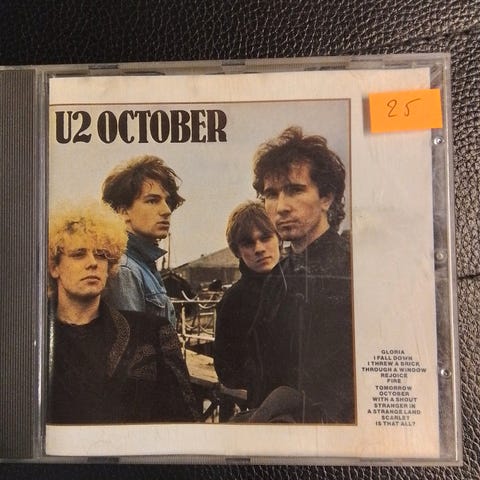 U2 OCTOBER
25
GLORIA
I FALL DOWN
I THREW A BRICK
THROUGH A WINDOW
REJOICE
FIRE
TOMORROW
OCTOBER
WITH A SHOUT
STRANGER IN
A STRANGE LAND
SCARLET
IS THAT ALL?